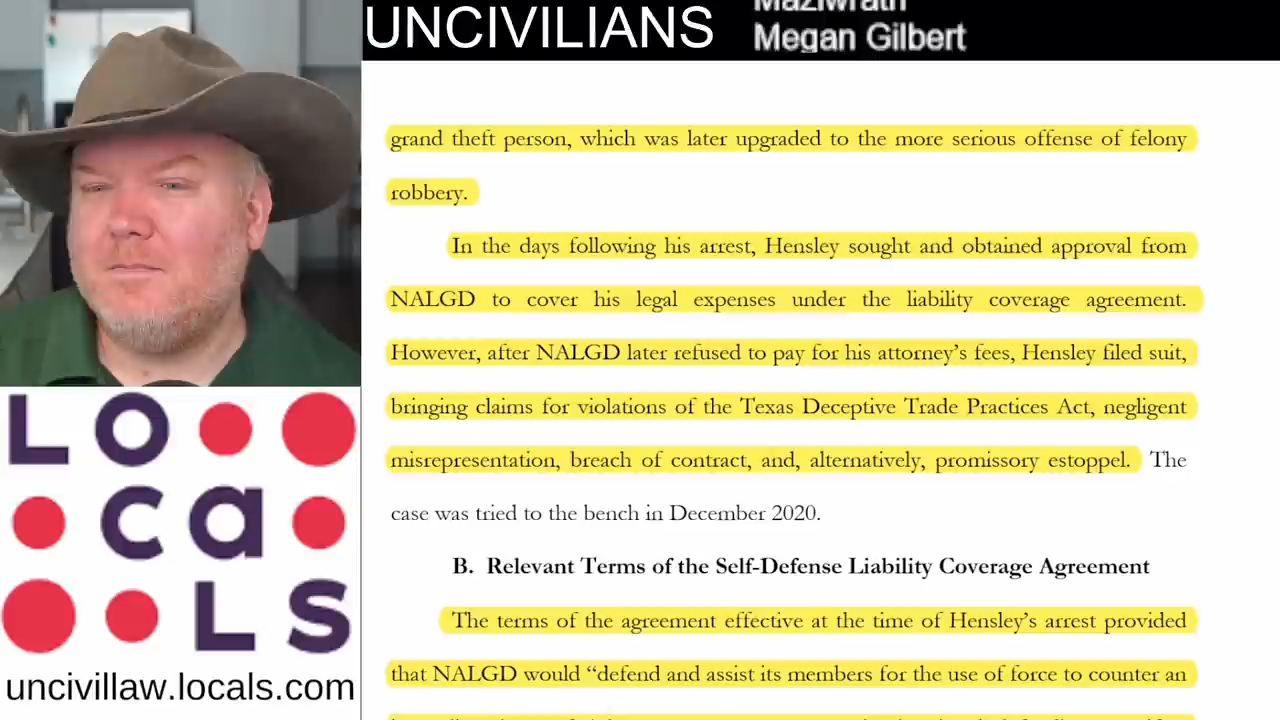 UNCIVILIANS
Maziwrath
Megan Gilbert
grand theft person, which was later upgraded to the more serious offense of felony
robbery.
In the days following his arrest, Hensley sought and obtained approval from
NALGD to cover his legal expenses under the liability coverage agreement.
However, after NALGD later refused to pay for his attorney’s fees, Hensley filed suit,
bringing claims for violations of the Texas Deceptive Trade Practices Act, negligent
misrepresentation, breach of contract, and, alternatively, promissory estoppel. The
case was tried to the bench in December 2020.
B. Relevant Terms of the Self-Defense Liability Coverage Agreement
The terms of the agreement effective at the time of Hensley’s arrest provided
that NALGD would “defend and assist its members for the use of force to counter an
LO
ca
LS
uncivillaw.locals.com